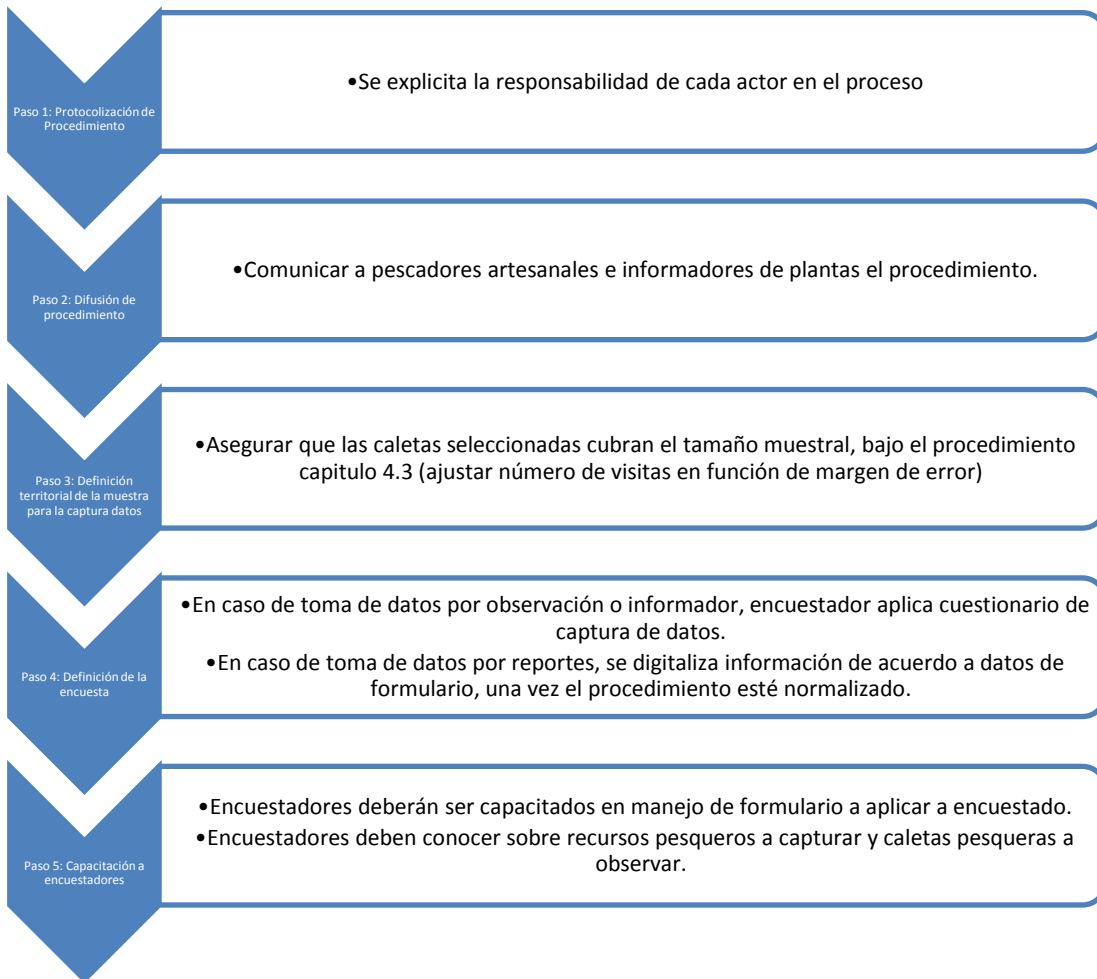 Paso 1: Protocolización de
Procedimiento
•Se explicita la responsabilidad de cada actor en el proceso
Paso 2: Difusión de
procedimiento
•Comunicar a pescadores artesanales e informadores de plantas el procedimiento.
Paso 3: Definición
territorial de la muestra
para la captura datos
•Asegurar que las caletas seleccionadas cubran el tamaño muestral, bajo el procedimiento
capitulo 4.3 (ajustar número de visitas en función de margen de error)
Paso 4: Definición de la
encuesta
•En caso de toma de datos por observación o informador, encuestador aplica cuestionario de
captura de datos.
•En caso de toma de datos por reportes, se digitaliza información de acuerdo a datos de
formulario, una vez el procedimiento esté normalizado.
Paso 5: Capacitación a
encuestadores
•Encuestadores deberán ser capacitados en manejo de formulario a aplicar a encuestado.
•Encuestadores deben conocer sobre recursos pesqueros a capturar y caletas pesqueras a
observar.